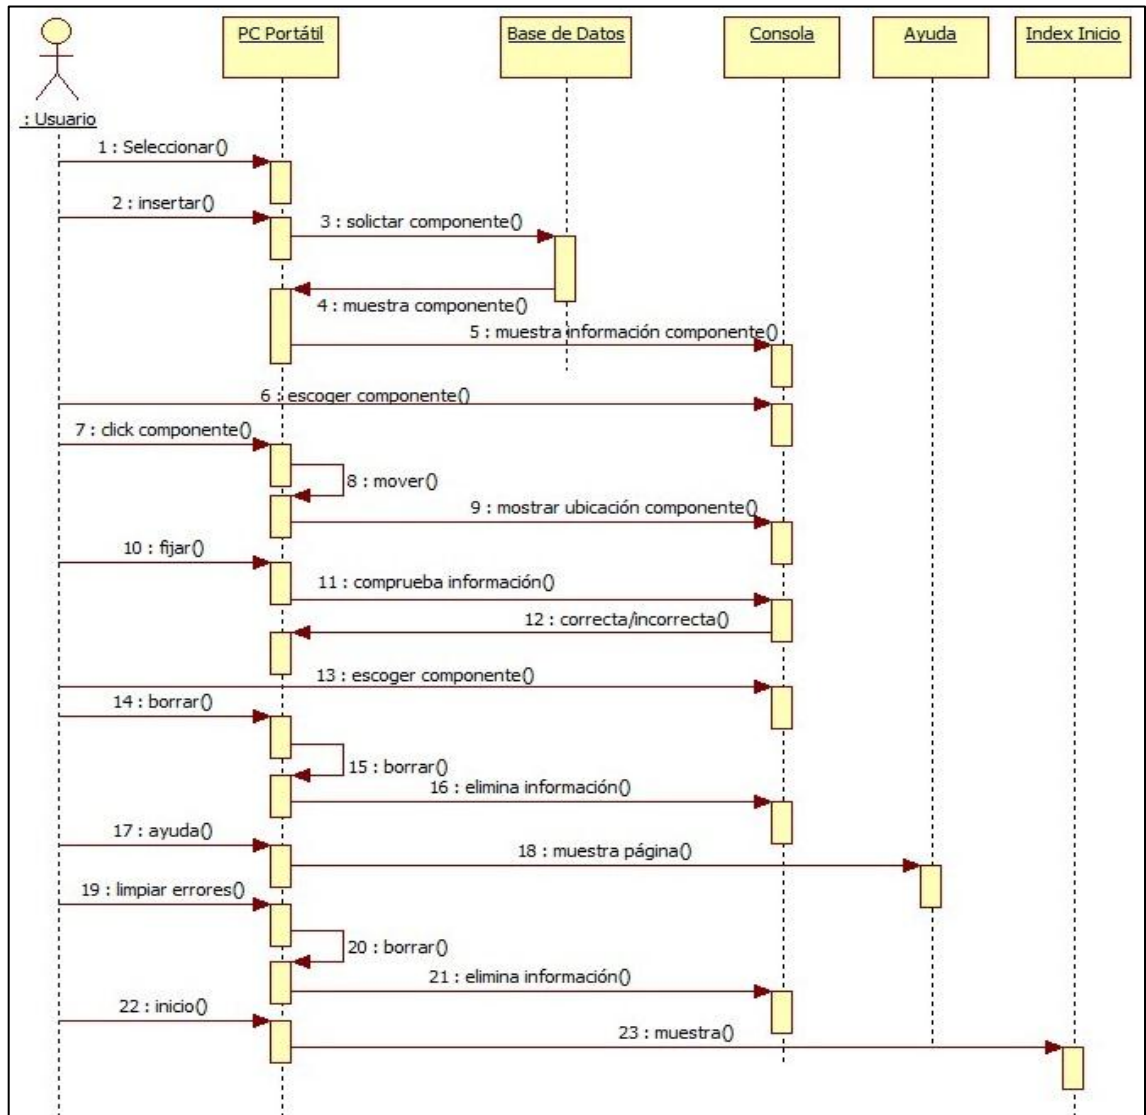 PC Portátil
Base de Datos
Consola
Ayuda
Index Inicio
: Usuario
1 : Seleccionar()
2 : insertar()
3 : solictar componente()
4 : muestra componente()
5 : muestra información componente()
6 : escoger componente()
7 : click componente()
8 : mover()
9 : mostrar ubicación componente()
10 : fijar()
11 : comprueba información()
12 : correcta/incorrecta()
13 : escoger componente()
14 : borrar()
15 : borrar()
16 : elimina información()
17 : ayuda()
18 : muestra página()
19 : limpiar errores()
20 : borrar()
21 : elimina información()
22 : inicio()
23 : muestra()